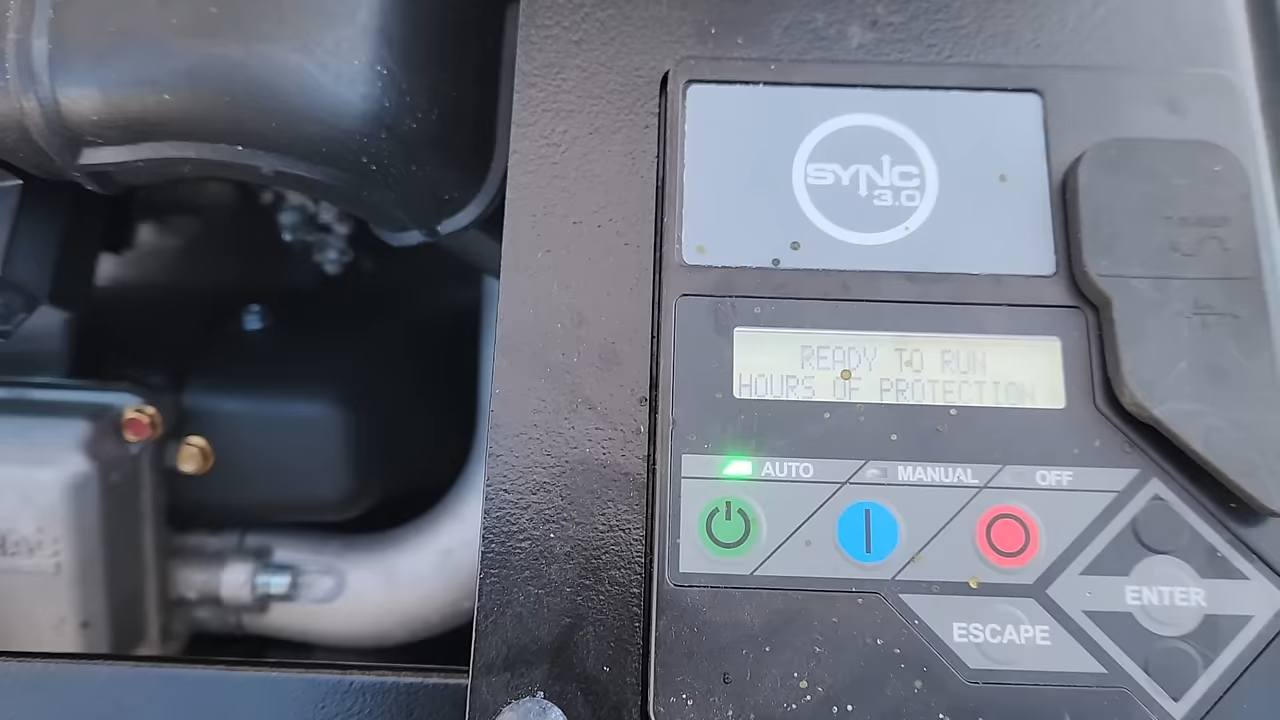 SYNC
3.0
READY TO RUN
HOURS OF PROTECTION
AUTO
MANUAL
OFF
ENTER
ESCAPE